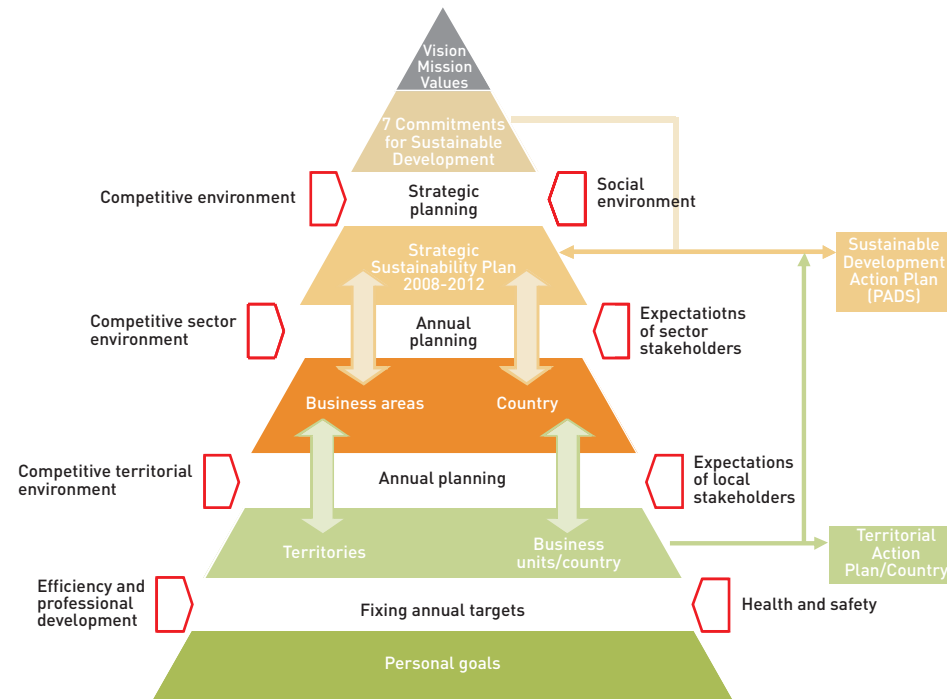 Vision
Mission
Values
7 Commitments
for Sustainable
Development
Competitive environment
Strategic
planning
Social
environment
Strategic
Sustainability Plan
2008-2012
Sustainable
Development
Action Plan
(PADS)
Competitive sector
environment
Annual
planning
Expectatiotns
of sector
stakeholders
Business areas
Country
Competitive territorial
environment
Annual planning
Expectations
of local
stakeholders
Territories
Business
units/country
Territorial
Action
Plan/Country
Efficiency and
professional
development
Fixing annual targets
Health and safety
Personal goals